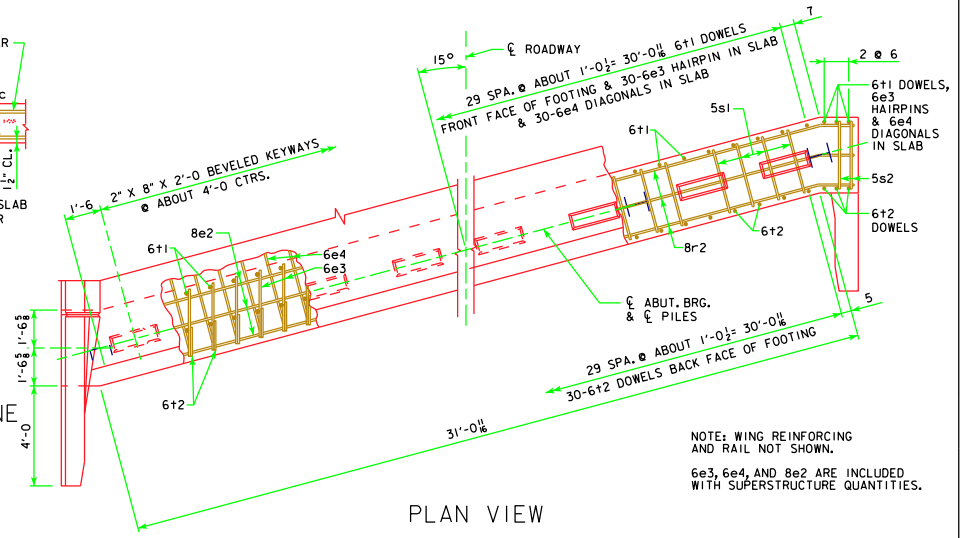 AR
C
1½" CL.
SLAB
R
NE
1'-6
2" X 8" X 2'-0 BEVELED KEYWAYS
@ ABOUT 4'-0 CTRS.
15°
℄ ROADWAY
29 SPA. @ ABOUT 1'-0½= 30'-0 11/16 6t1 DOWELS
FRONT FACE OF FOOTING & 30-6e3 HAIRPIN IN SLAB
& 30-6e4 DIAGONALS IN SLAB
7
2 @ 6
6t1 DOWELS,
6e3
HAIRPINS
& 6e4
DIAGONALS
IN SLAB
5s1
6t1
5s2
6t2
DOWELS
6t2
8r2
8e2
6t1
6e4
6e3
6t2
1'-6⅝
1'-6⅝
4'-0
℄ ABUT. BRG.
& ℄ PILES
5
29 SPA. @ ABOUT 1'-0½= 30'-0 11/16
30-6t2 DOWELS BACK FACE OF FOOTING
31'-0 11/16
NOTE: WING REINFORCING
AND RAIL NOT SHOWN.
6e3, 6e4, AND 8e2 ARE INCLUDED
WITH SUPERSTRUCTURE QUANTITIES.
PLAN VIEW